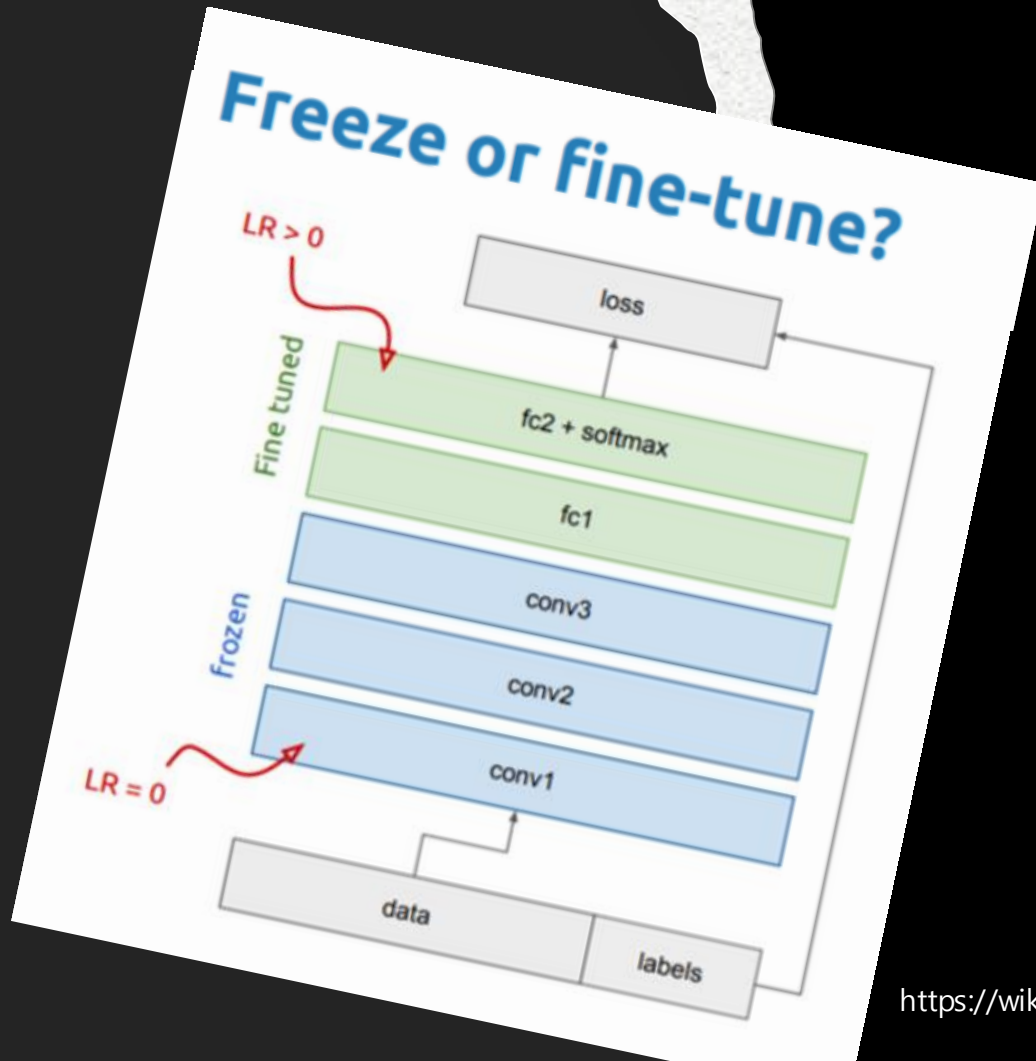 Freeze or fine-tune?
LR > 0
loss
Fine tuned
fc2 + softmax
fc1
conv3
frozen
conv2
conv1
LR = 0
data
labels
https://wik